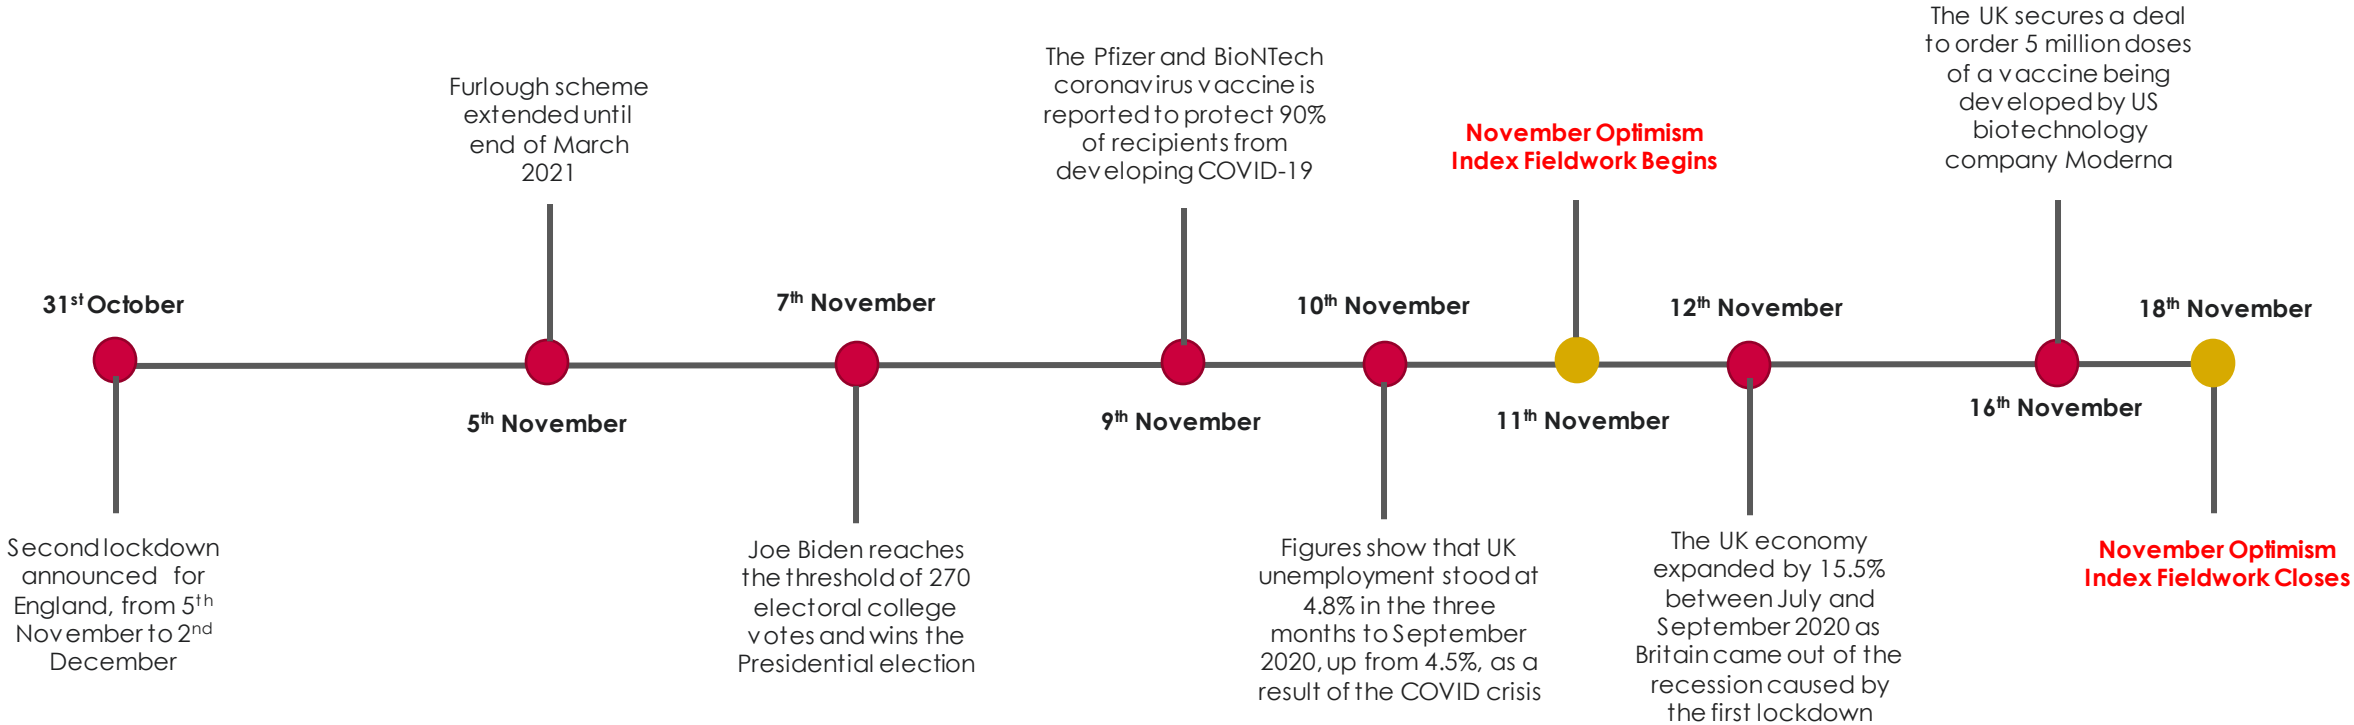 31st October
Second lockdown
announced for
England, from 5th
November to 2nd
December
Furlough scheme
extended until
end of March
2021
5th November
7th November
Joe Biden reaches
the threshold of 270
electoral college
votes and wins the
Presidential election
The Pfizer and BioNTech
coronavirus vaccine is
reported to protect 90%
of recipients from
developing COVID-19
9th November
10th November
Figures show that UK
unemployment stood at
4.8% in the three
months to September
2020, up from 4.5%, as a
result of the COVID crisis
November Optimism
Index Fieldwork Begins
11th November
12th November
The UK economy
expanded by 15.5%
between July and
September 2020 as
Britain came out of the
recession caused by
the first lockdown
The UK secures a deal
to order 5 million doses
of a vaccine being
developed by US
biotechnology
company Moderna
16th November
18th November
November Optimism
Index Fieldwork Closes